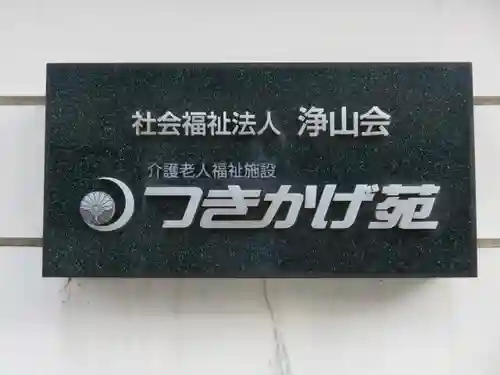 社会福祉法人 浄山会
介護老人福祉施設
つきかげ苑